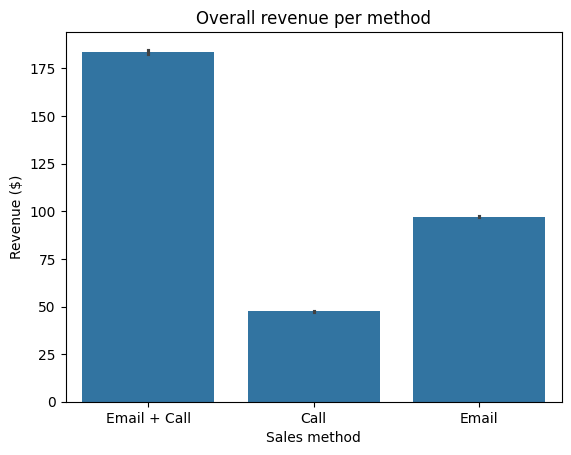 Overall revenue per method
Revenue ($)
175
150
125
100
75
50
25
0
Email + Call
Call
Email
Sales method